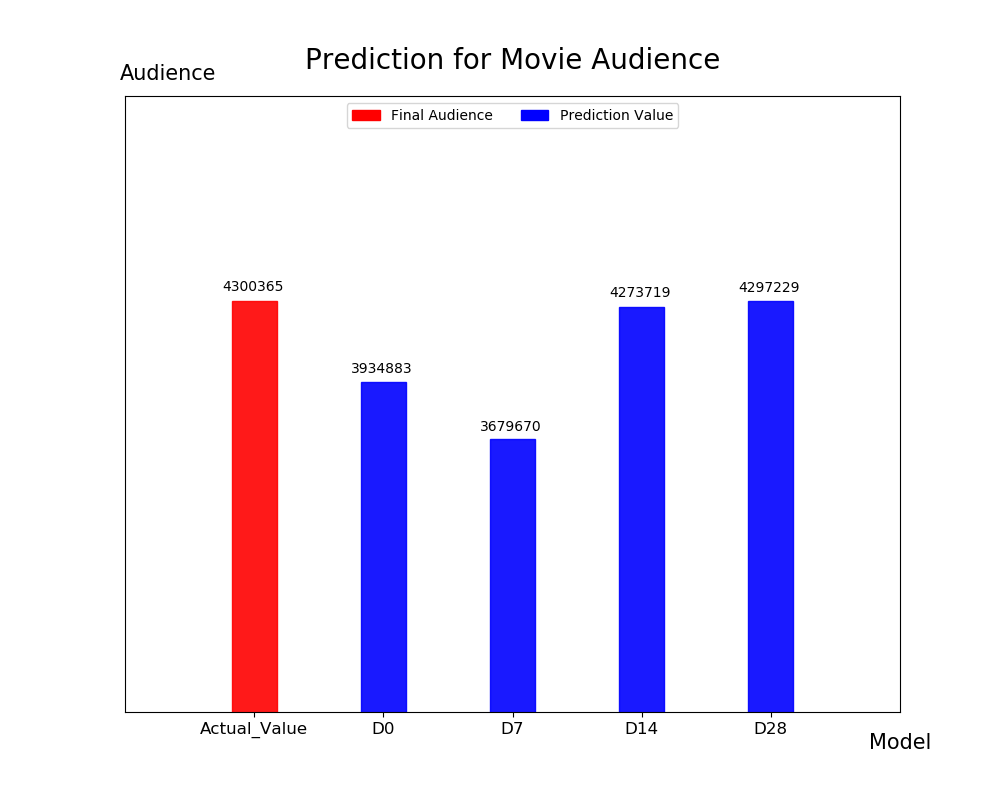 Prediction for Movie Audience
Audience
Final Audience
Prediction Value
4300365
3934883
3679670
4273719
4297229
Actual_Value
D0
D7
D14
D28
Model